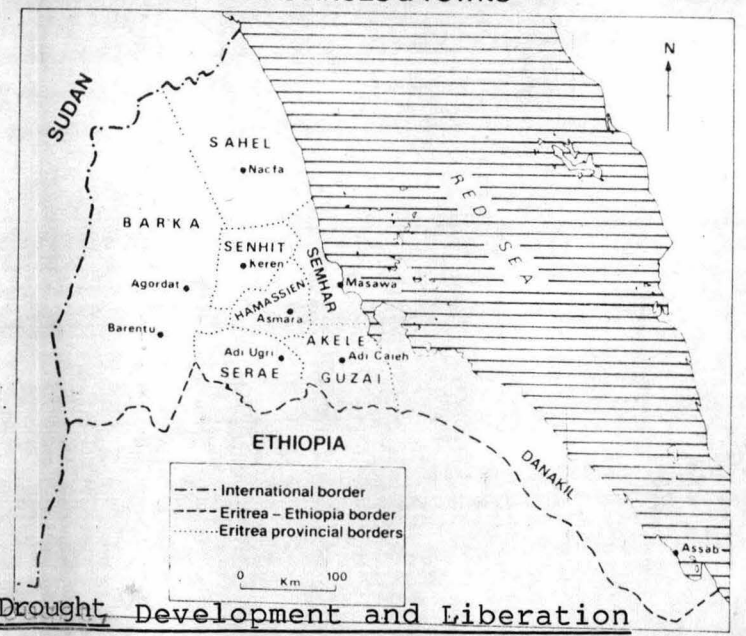 N
SUDAN
SAHEL
Nacfa
RED SEA
BARKA
SENHIT
Keren
SEMHAR
Agordat
Masawa
HAMASSIEN
Asmara
Barentu
AKELE
Adi Ugri
Adi Caieh
SERAE
GUZAI
ETHIOPIA
DANAKIL
International border
Eritrea - Ethiopia border
Eritrea provincial borders
Assab
0 Km 100
Drought, Development and Liberation